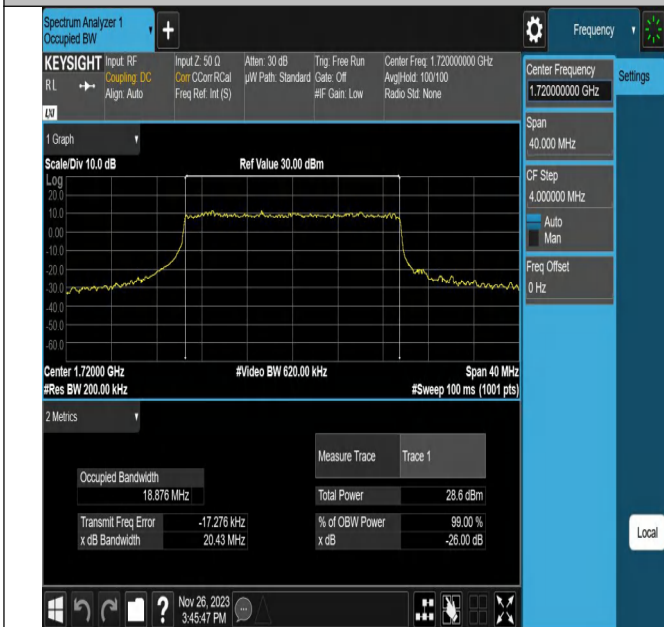 Spectrum Analyzer 1
Occupied BW
+
Frequency
KEYSIGHT
RL
LXI
Input: RF
Coupling: DC
Align: Auto
Input Z: 50 Ω
Corr CCorr RCal
Freq Ref: Int (S)
Atten: 30 dB
µW Path: Standard
Trig: Free Run
Gate: Off
#IF Gain: Low
Center Freq: 1.720000000 GHz
Avg|Hold: 100/100
Radio Std: None
Center Frequency
1.720000000 GHz
Settings
Span
40.000 MHz
CF Step
4.000000 MHz
Auto
Man
Freq Offset
0 Hz
Local
1 Graph
Scale/Div 10.0 dB
Ref Value 30.00 dBm
Log
20.0
10.0
0.00
-10.0
-20.0
-30.0
-40.0
-50.0
-60.0
Center 1.72000 GHz
#Video BW 620.00 kHz
Span 40 MHz
#Res BW 200.00 kHz
#Sweep 100 ms (1001 pts)
2 Metrics
Measure Trace
Trace 1
Occupied Bandwidth
18.876 MHz
Total Power
28.6 dBm
Transmit Freq Error
-17.276 kHz
% of OBW Power
99.00 %
x dB Bandwidth
20.43 MHz
x dB
-26.00 dB
?
Nov 26, 2023
3:45:47 PM